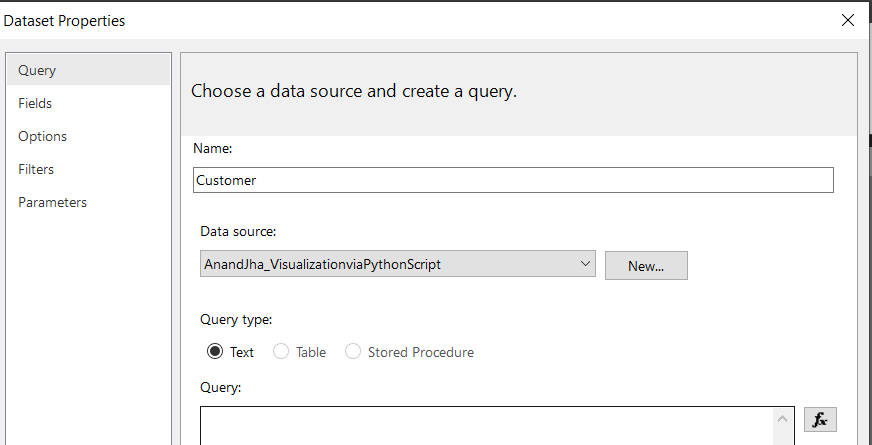 Dataset Properties
Query
Fields
Options
Filters
Parameters
Choose a data source and create a query.
Name:
Customer
Data source:
AnandJha_VisualizationviaPythonScript
New...
Query type:
Text Table Stored Procedure
Query:
fx